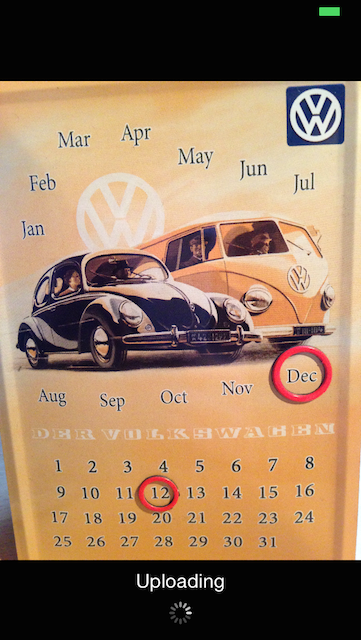 Mar
Apr
May
Jun
Jul
Feb
Jan
Dec
Nov
Oct
Sep
Aug
DER VOLKSWAGEN
1 2 3 4 5 6 7 8
9 10 11 12 13 14 15 16
17 18 19 20 21 22 23 24
25 26 27 28 29 30 31
Uploading